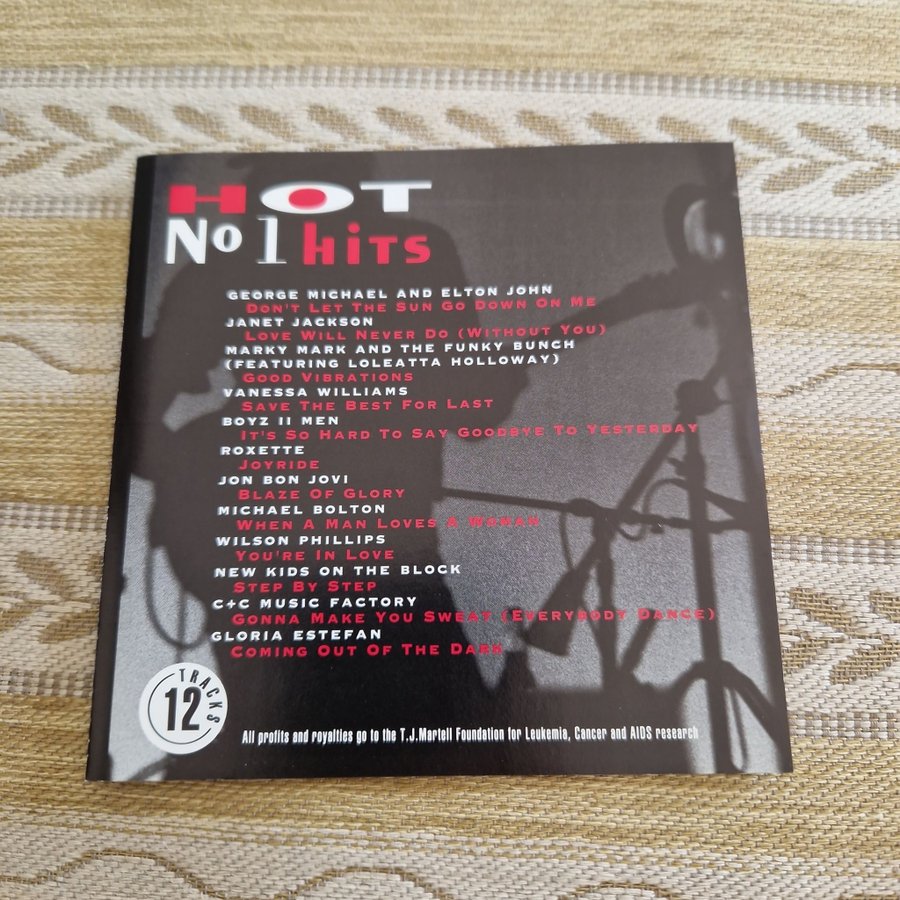 HOT
No 1 hiTS
GEORGE MICHAEL AND ELTON JOHN
DON'T LET THE SUN GO DOWN ON ME
JANET JACKSON
LOVE WILL NEVER DO (WITHOUT YOU)
MARKY MARK AND THE FUNKY BUNCH
(FEATURING LOLEATTA HOLLOWAY)
GOOD VIBRATIONS
VANESSA WILLIAMS
SAVE THE BEST FOR LAST
BOYZ II MEN
IT'S SO HARD TO SAY GOODBYE TO YESTERDAY
ROXETTE
JOYRIDE
JON BON JOVI
BLAZE OF GLORY
MICHAEL BOLTON
WHEN A MAN LOVES A WOMAN
WILSON PHILLIPS
YOU'RE IN LOVE
NEW KIDS ON THE BLOCK
STEP BY STEP
C+C MUSIC FACTORY
GONNA MAKE YOU SWEAT (EVERYBODY DANCE)
GLORIA ESTEFAN
COMING OUT OF THE DARK
TRACKS
12
All profits and royalties go to the T.J.Martell Foundation for Leukemia, Cancer and AIDS research